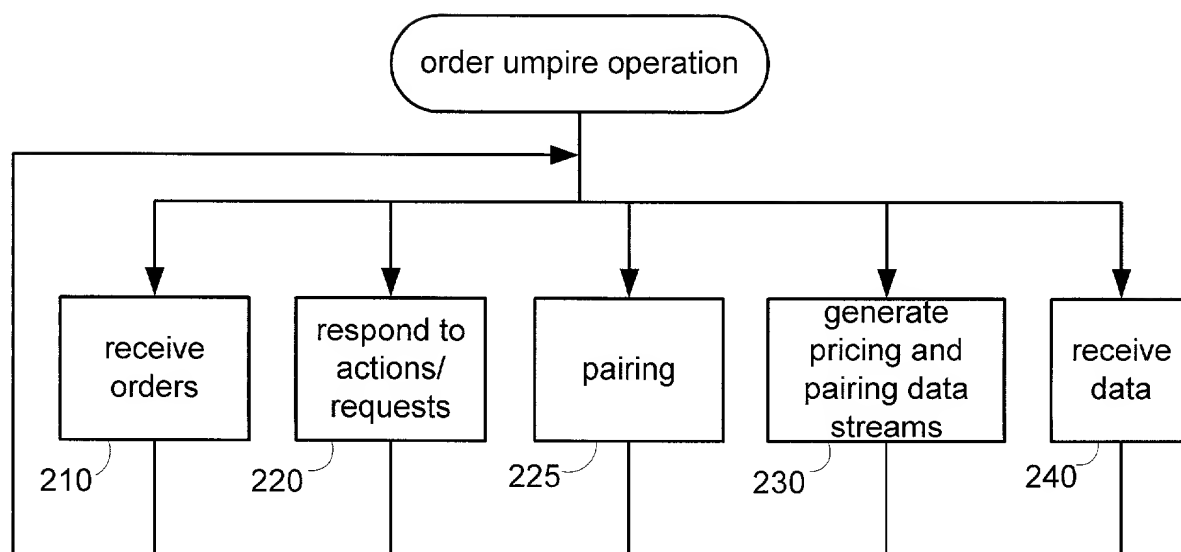 order umpire operation
receive
orders
respond to
actions/
requests
pairing
generate
pricing and
pairing data
streams
receive
data
210
220
225
230
240